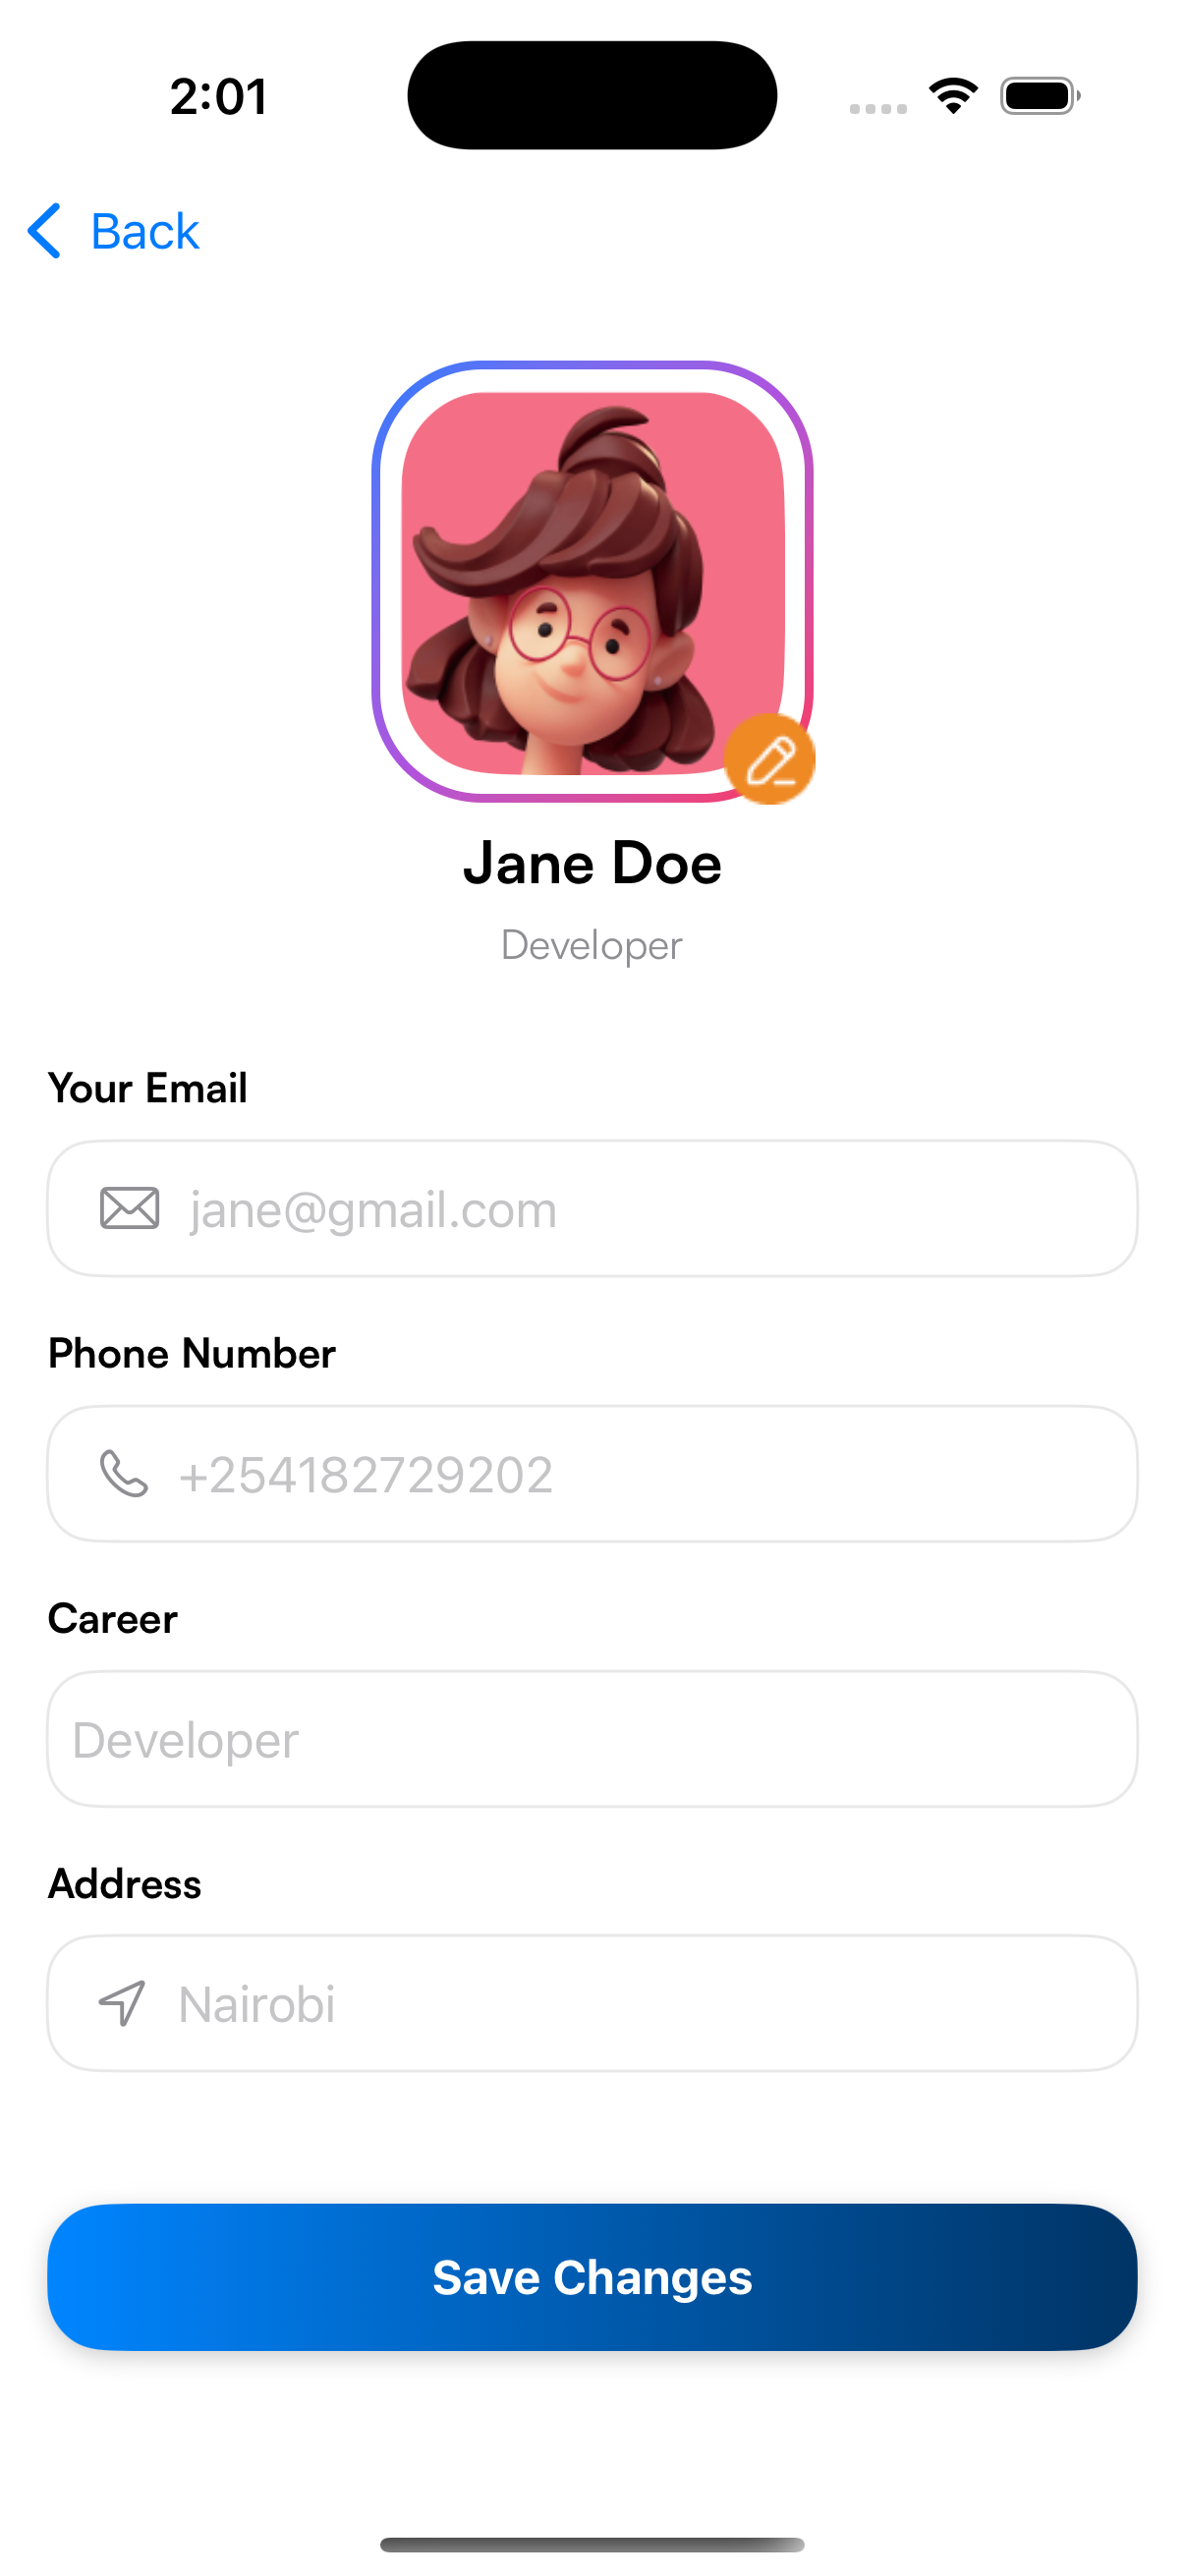 2:01
Back
Jane Doe
Developer
Your Email
jane@gmail.com
Phone Number
+254182729202
Career
Developer
Address
Nairobi
Save Changes